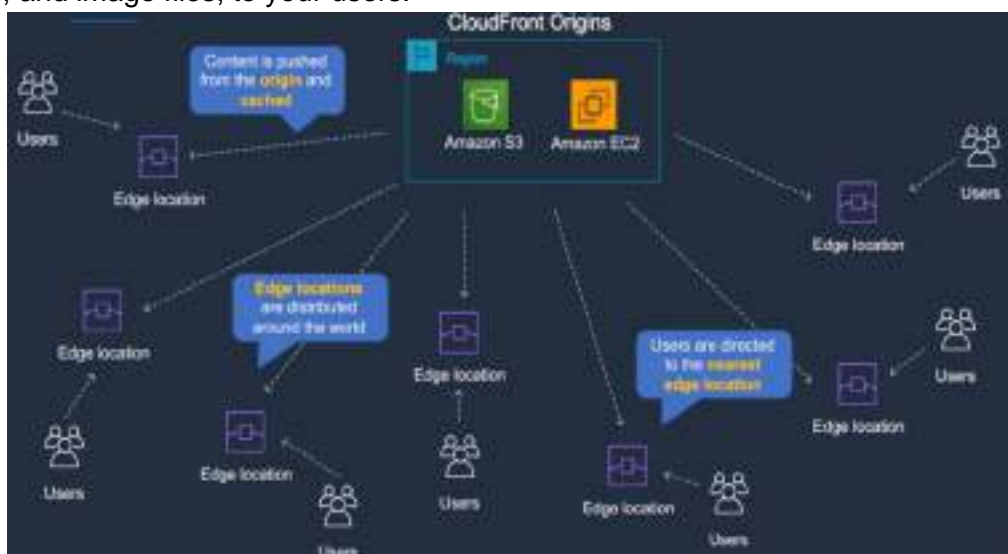 , and image files, to your users.
CloudFront Origins
Region
Content is pushed
from the origin and
cached
Amazon S3
Amazon EC2
Users
Edge location
Users
Edge location
Edge locations
are distributed
around the world
Edge location
Edge location
Users are directed
to the nearest
edge location
Users
Edge location
Users
Edge location
Users
Edge location
Users
Users
Users